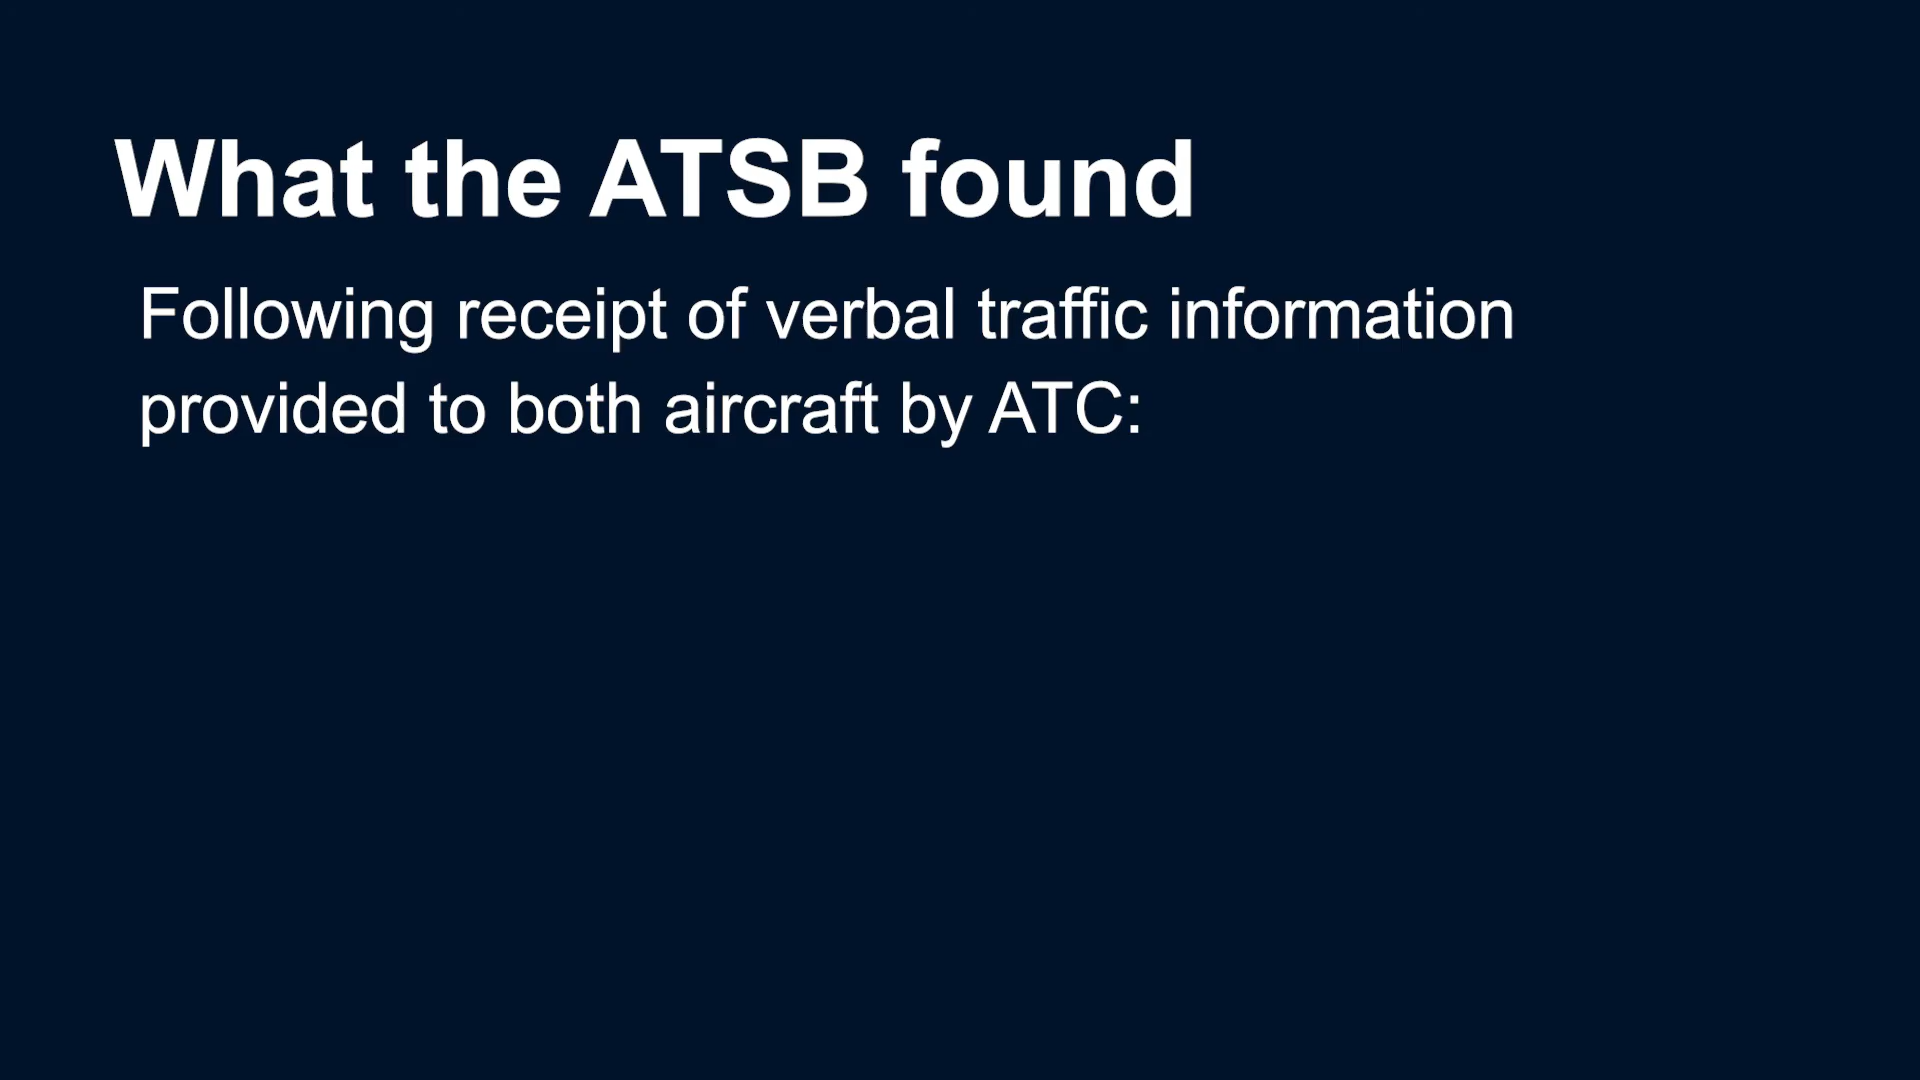 What the ATSB found
Following receipt of verbal traffic information
provided to both aircraft by ATC: